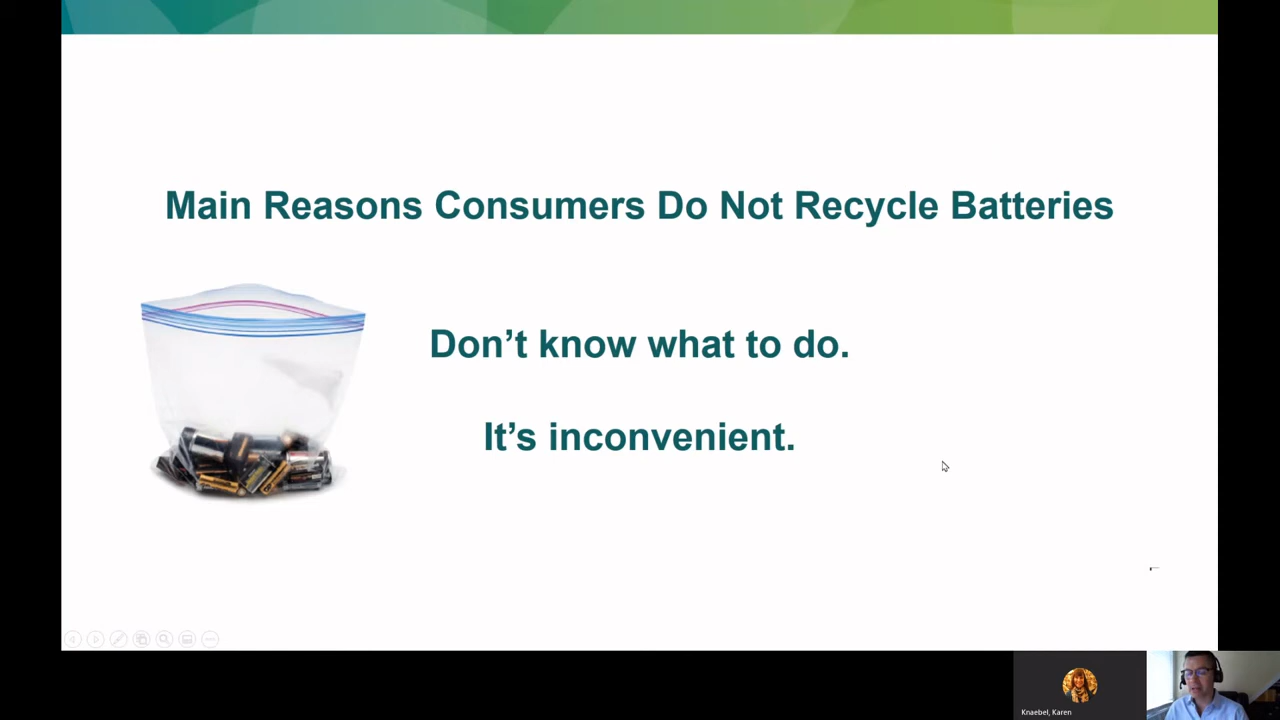 Main Reasons Consumers Do Not Recycle Batteries
Don't know what to do.
It's inconvenient.
Knaebel, Karen